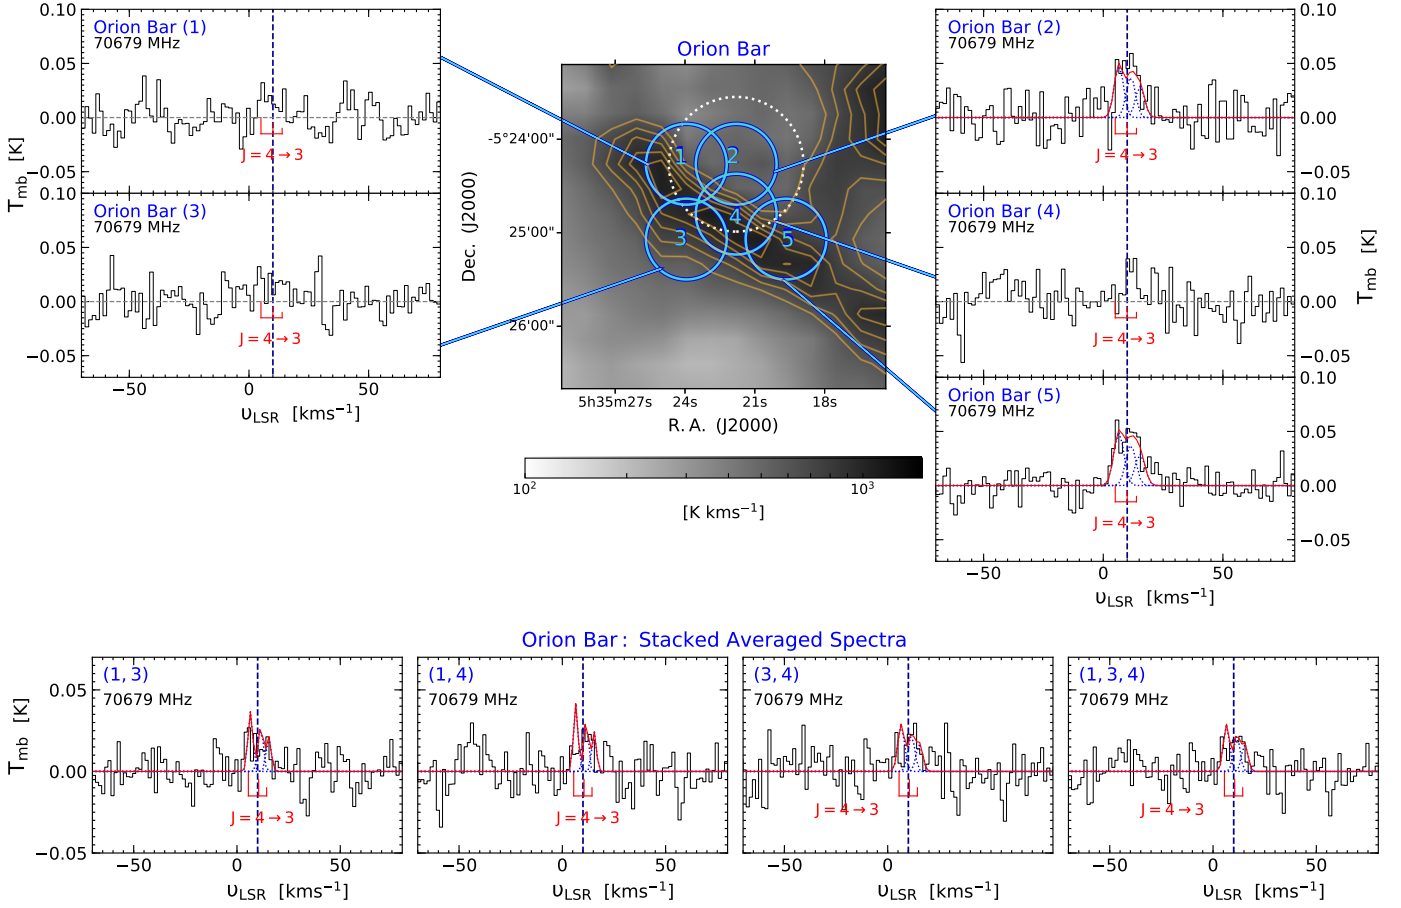 Orion Bar (1)
70679 MHz
J = 4 → 3
0.10
0.05
0.00
−0.05
T_mb [K]
Orion Bar (3)
70679 MHz
J = 4 → 3
0.10
0.05
0.00
−0.05
−50 0 50
υ_LSR [kms⁻¹]
Orion Bar
1
2
3
4
5
Dec. (J2000)
-5°24'00"
25'00"
26'00"
5h35m27s 24s 21s 18s
R.A. (J2000)
10² 10³
[K kms⁻¹]
Orion Bar (2)
70679 MHz
J = 4 → 3
0.10
0.05
0.00
−0.05
Orion Bar (4)
70679 MHz
J = 4 → 3
0.10
0.05
0.00
−0.05
T_mb [K]
Orion Bar (5)
70679 MHz
J = 4 → 3
0.10
0.05
0.00
−0.05
−50 0 50
υ_LSR [kms⁻¹]
Orion Bar : Stacked Averaged Spectra
T_mb [K]
0.05
0.00
−0.05
(1, 3)
70679 MHz
J = 4 → 3
−50 0 50
υ_LSR [kms⁻¹]
(1, 4)
70679 MHz
J = 4 → 3
−50 0 50
υ_LSR [kms⁻¹]
(3, 4)
70679 MHz
J = 4 → 3
−50 0 50
υ_LSR [kms⁻¹]
(1, 3, 4)
70679 MHz
J = 4 → 3
−50 0 50
υ_LSR [kms⁻¹]